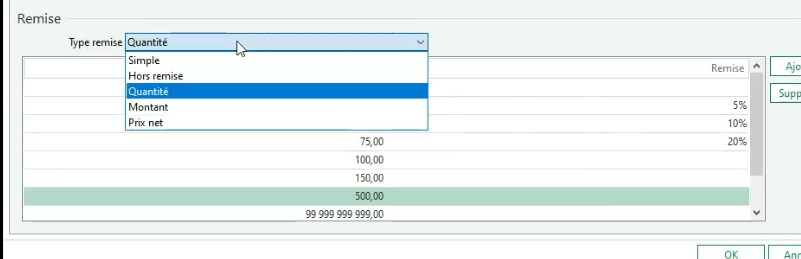 Remise
Type remise Quantité
Simple
Hors remise
Quantité
Montant
Prix net
Remise
5%
10%
75,00 20%
100,00
150,00
500,00
99 999 999 999,00
Ajo
Supp
OK
Ann